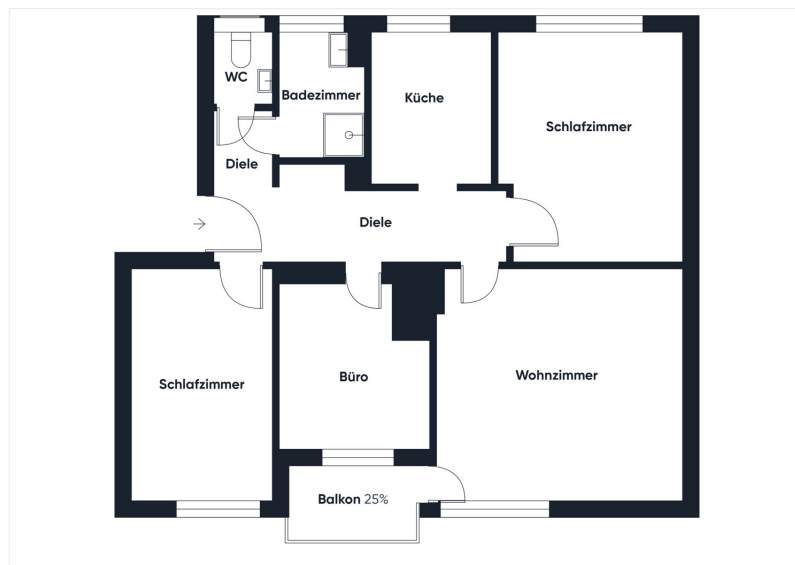 WC
Badezimmer
Küche
Schlafzimmer
Diele
Diele
Schlafzimmer
Büro
Wohnzimmer
Balkon 25%